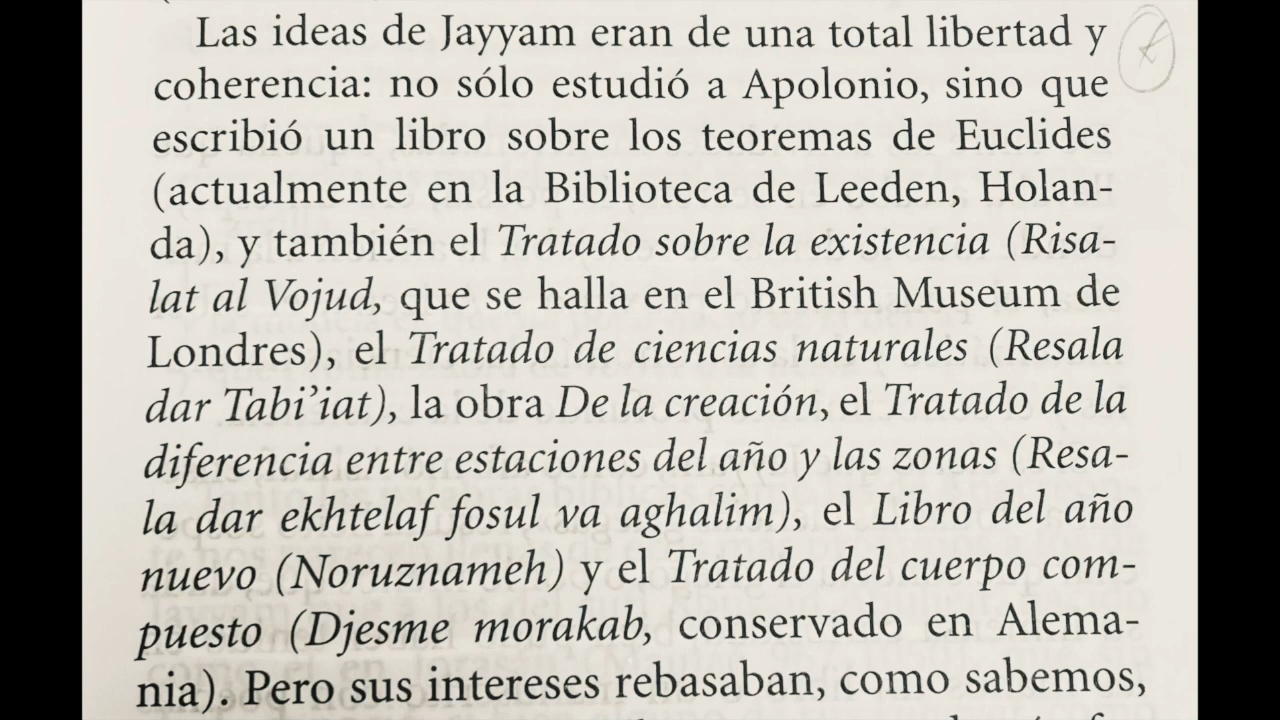 Las ideas de Jayyam eran de una total libertad y
coherencia: no sólo estudió a Apolonio, sino que
escribió un libro sobre los teoremas de Euclides
(actualmente en la Biblioteca de Leeden, Holan-
da), y también el Tratado sobre la existencia (Risa-
lat al Vojud, que se halla en el British Museum de
Londres), el Tratado de ciencias naturales (Resala
dar Tabi’iat), la obra De la creación, el Tratado de la
diferencia entre estaciones del año y las zonas (Resa-
la dar ekhtelaf fosul va aghalim), el Libro del año
nuevo (Noruznameh) y el Tratado del cuerpo com-
puesto (Djesme morakab, conservado en Alema-
nia). Pero sus intereses rebasaban, como sabemos,